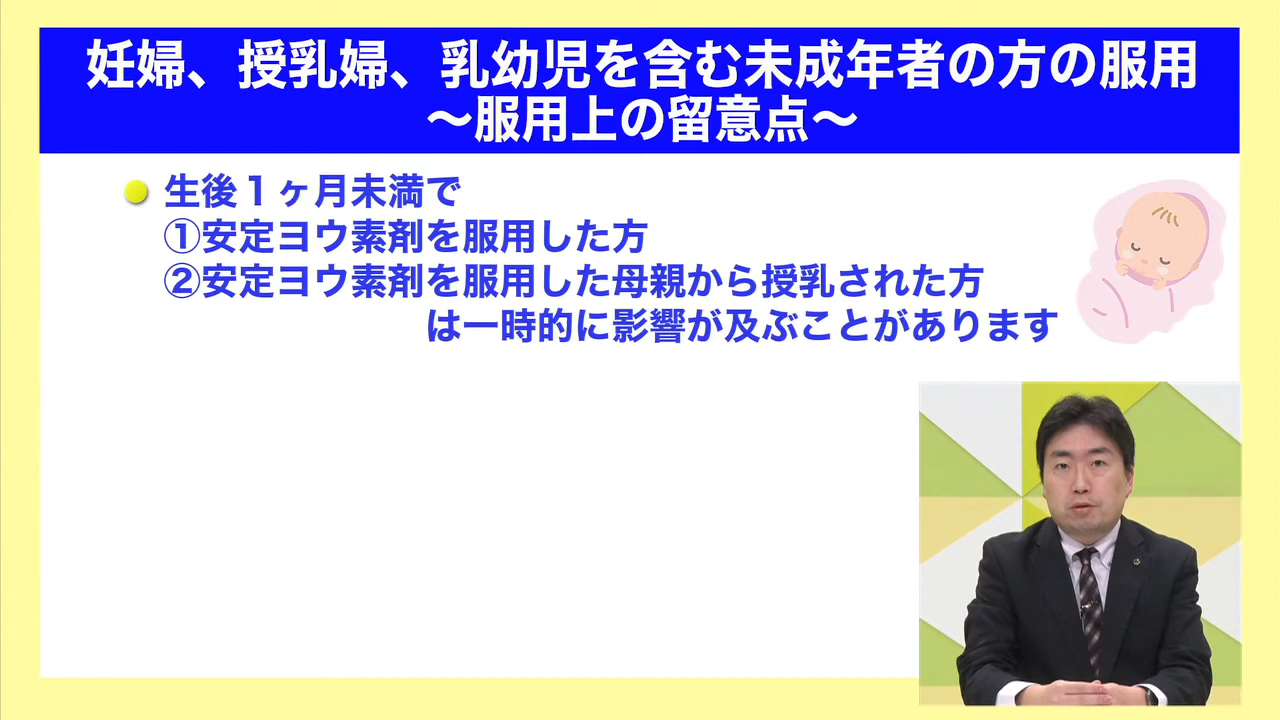 妊婦、授乳婦、乳幼児を含む未成年者の方の服用
～服用上の留意点～
生後１ヶ月未満で
①安定ヨウ素剤を服用した方
②安定ヨウ素剤を服用した母親から授乳された方
は一時的に影響が及ぶことがあります